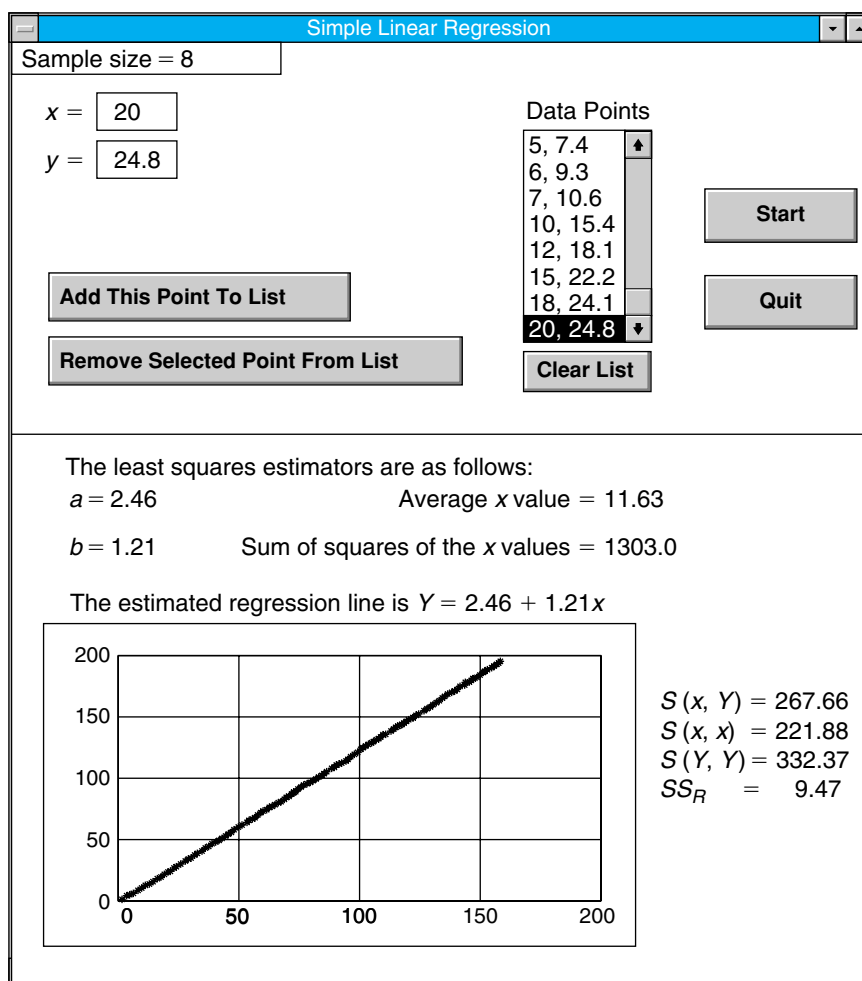 Simple Linear Regression
Sample size = 8
x = 20
y = 24.8
Data Points
5, 7.4
6, 9.3
7, 10.6
10, 15.4
12, 18.1
15, 22.2
18, 24.1
20, 24.8
Start
Quit
Add This Point To List
Remove Selected Point From List
Clear List
The least squares estimators are as follows:
a = 2.46 Average x value = 11.63
b = 1.21 Sum of squares of the x values = 1303.0
The estimated regression line is Y = 2.46 + 1.21x
200
150
100
50
0
0 50 100 150 200
S (x, Y) = 267.66
S (x, x) = 221.88
S (Y, Y) = 332.37
SS_R = 9.47